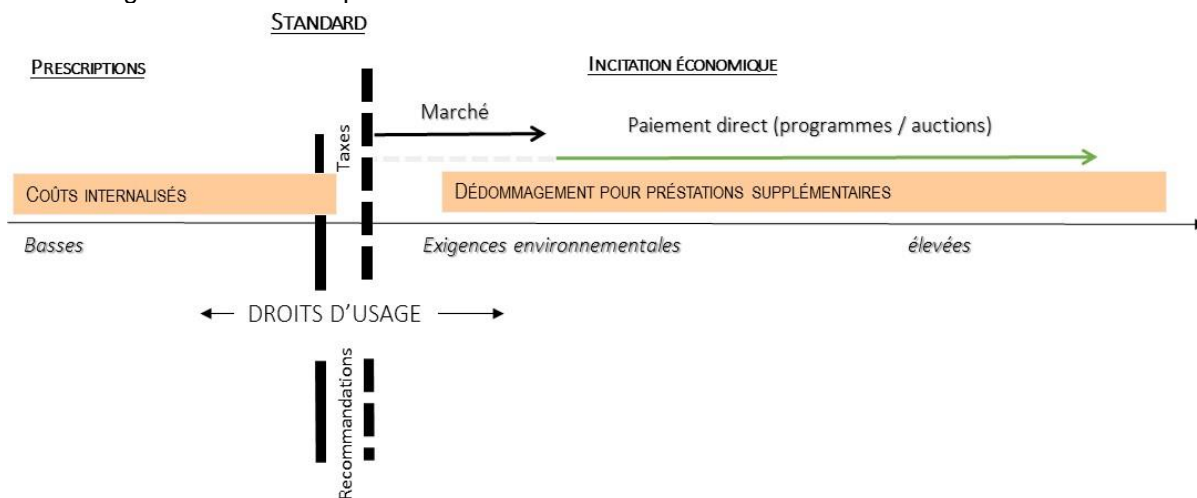 STANDARD
PRESCRIPTIONS
INCITATION ÉCONOMIQUE
Taxes
Marché
Paiement direct (programmes / auctions)
COÛTS INTERNALISÉS
DÉDOMMAGEMENT POUR PRÉSTATIONS SUPPLÉMENTAIRES
Basses
Exigences environnementales
élevées
DROITS D'USAGE
Recommandations